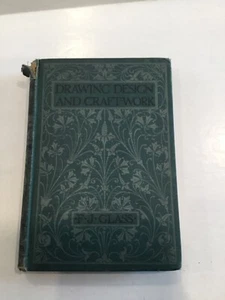 DRAWING DESIGN
AND CRAFTWORK
F. J. GLASS